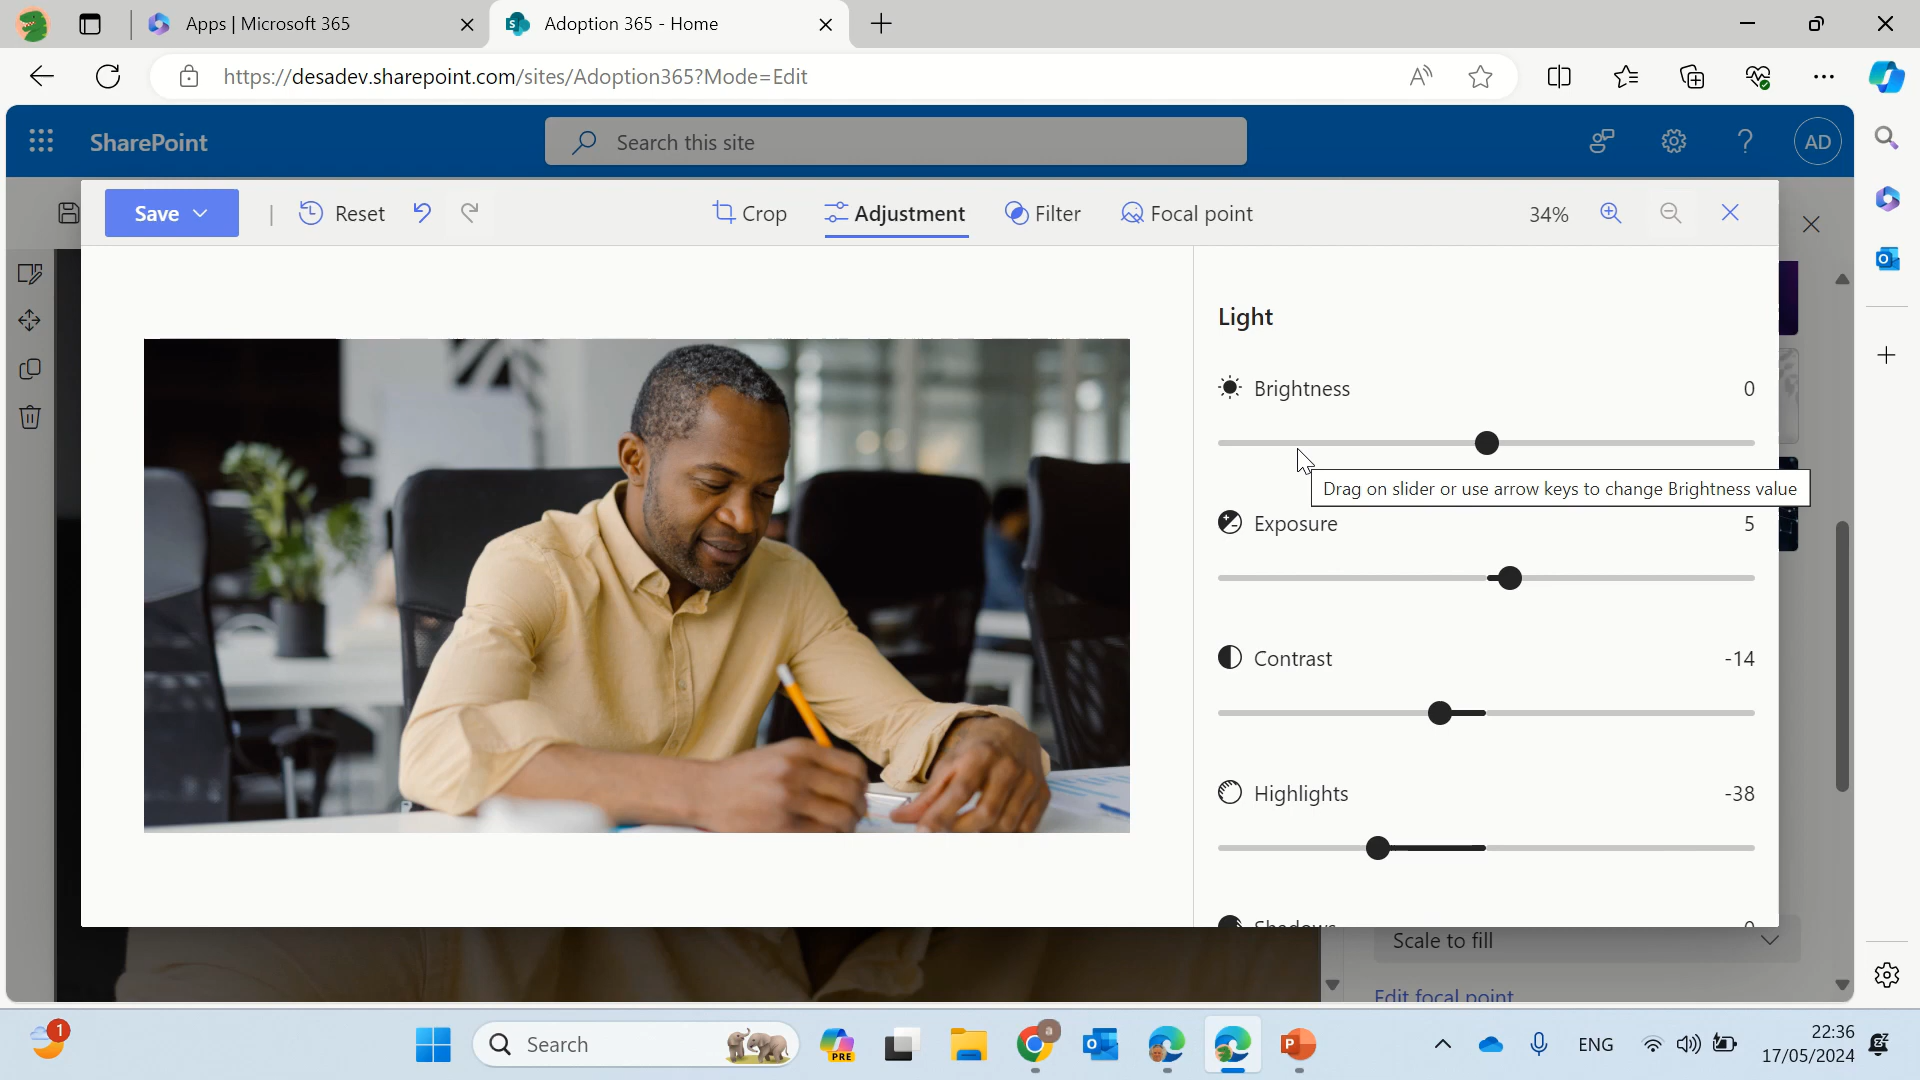 Apps | Microsoft 365
Adoption 365 - Home
https://desadev.sharepoint.com/sites/Adoption365?Mode=Edit
SharePoint
Search this site
AD
Save
Reset
Crop
Adjustment
Filter
Focal point
34%
Light
Brightness 0
Drag on slider or use arrow keys to change Brightness value
Exposure 5
Contrast -14
Highlights -38
Shadows 0
Scale to fill
Edit focal point
1
Search
PRE
a
ENG
22:36
17/05/2024